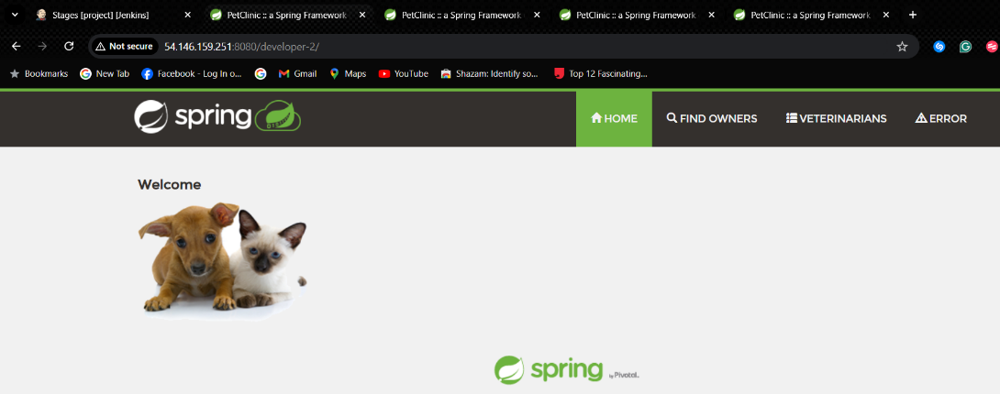 Stages [project] [Jenkins]
PetClinic :: a Spring Framework
PetClinic :: a Spring Framework
PetClinic :: a Spring Framework
PetClinic :: a Spring Framework
Not secure
54.146.159.251:8080/developer-2/
Bookmarks
New Tab
Facebook - Log In o...
Gmail
Maps
YouTube
Shazam: Identify so...
Top 12 Fascinating...
spring
HOME
FIND OWNERS
VETERINARIANS
ERROR
Welcome
spring by Pivotal.